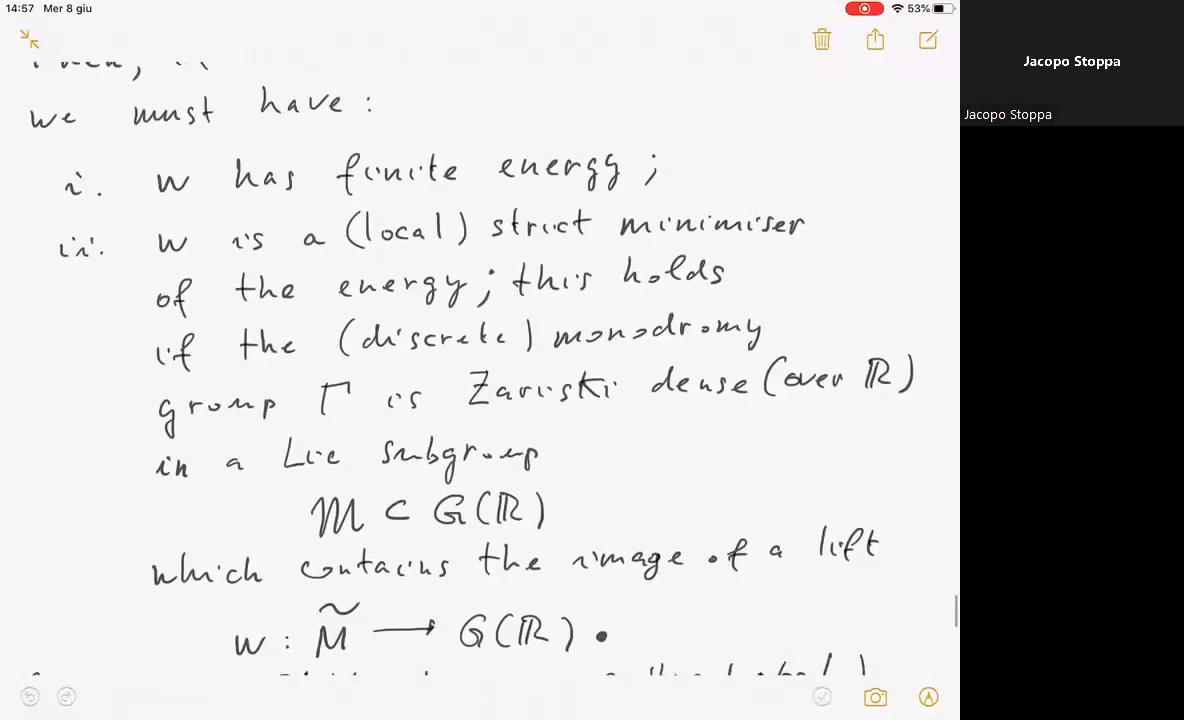 14:57 Mer 8 giu
53%
Jacopo Stoppa
Jacopo Stoppa
we must have:
i. w has finite energy;
ii. w is a (local) strict minimiser
of the energy; this holds
if the (discrete) monodromy
group Γ is Zariski dense (over ℝ)
in a Lie subgroup
M ⊂ G(ℝ)
which contains the image of a lift
w : M̃ → G(ℝ).